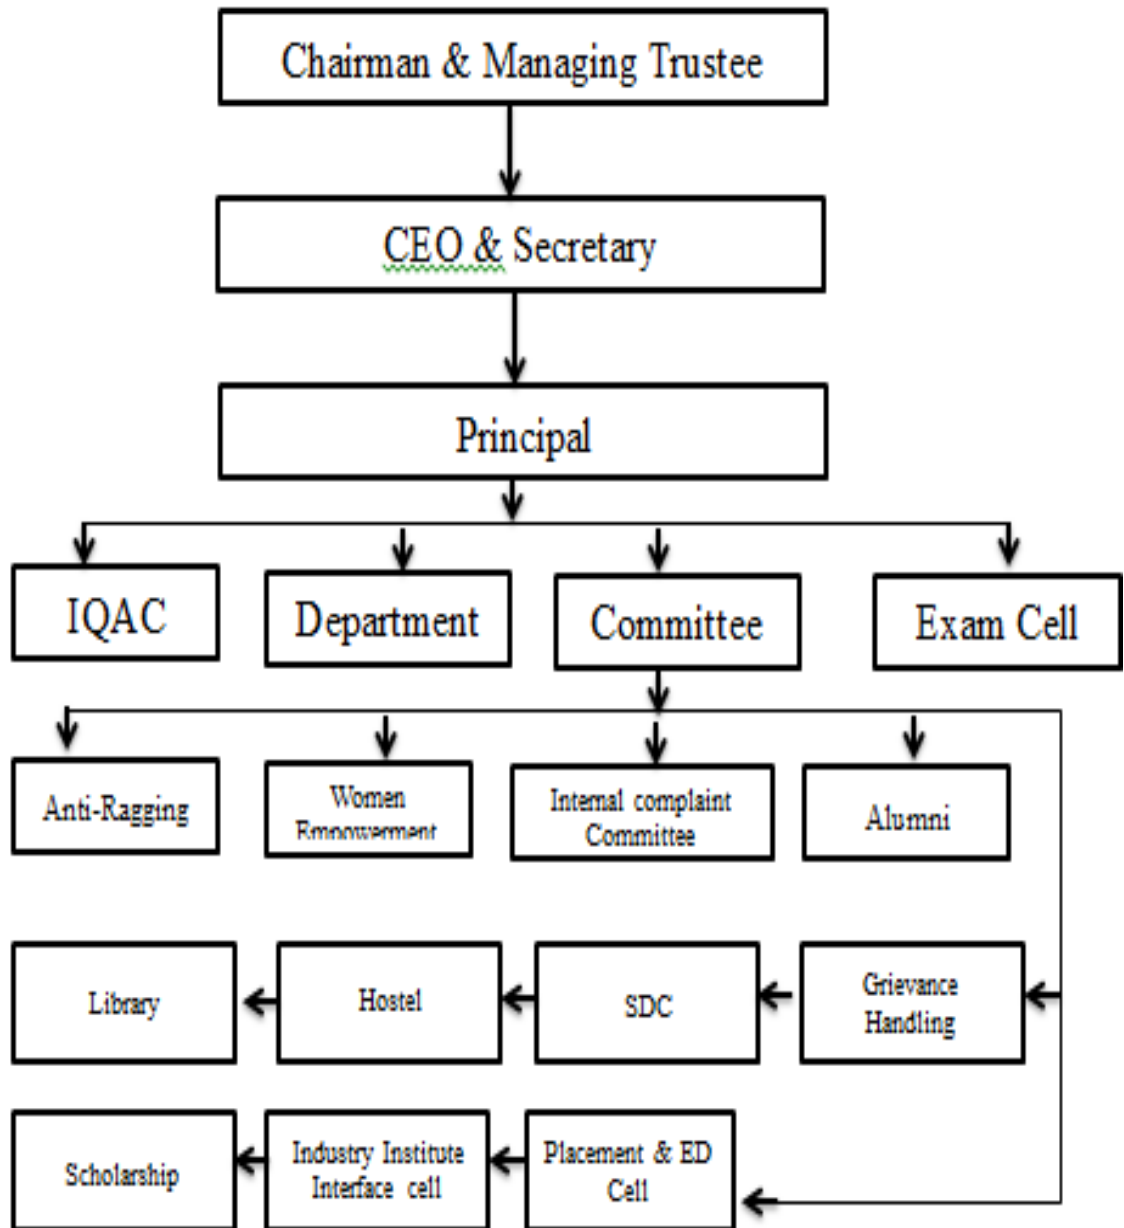 Chairman & Managing Trustee
CEO & Secretary
Principal
IQAC
Department
Committee
Exam Cell
Anti-Ragging
Women
Empowerment
Internal complaint
Committee
Alumni
Library
Hostel
SDC
Grievance
Handling
Scholarship
Industry Institute
Interface cell
Placement & ED
Cell